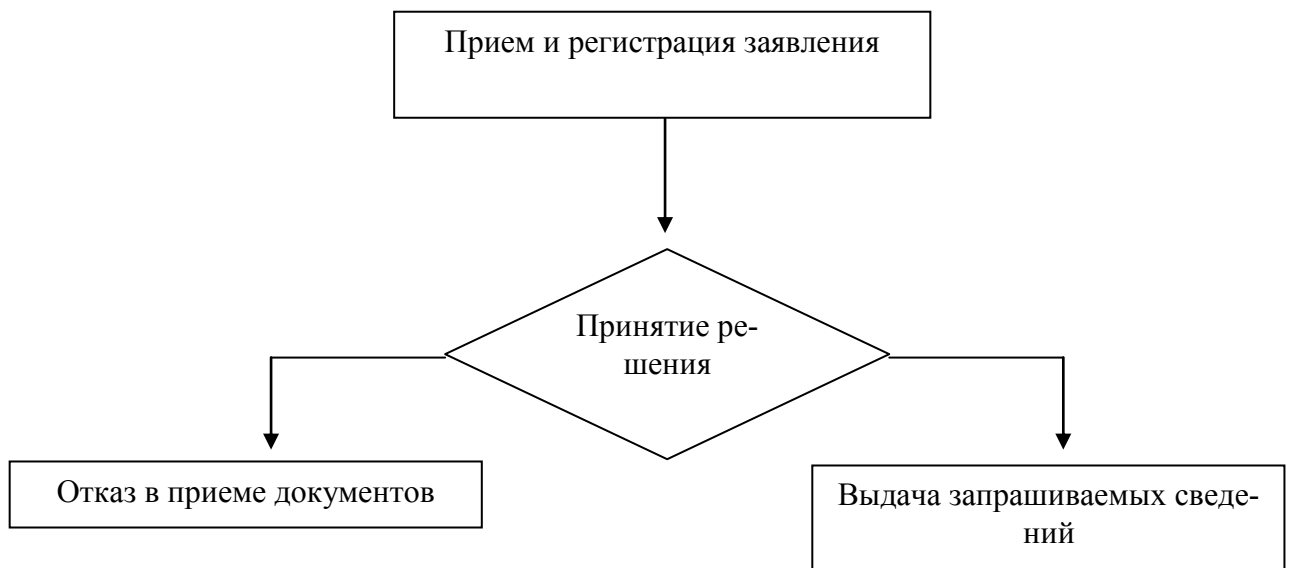 Прием и регистрация заявления
Принятие ре-
шения
Отказ в приеме документов
Выдача запрашиваемых сведе-
ний